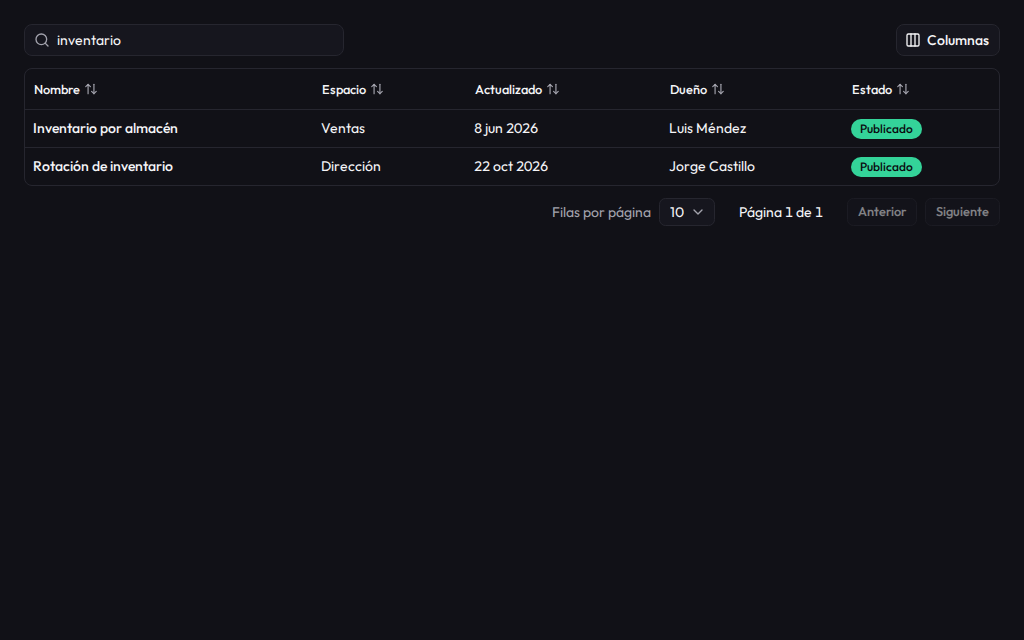 inventario
Columnas
Nombre Espacio Actualizado Dueño Estado
Inventario por almacén Ventas 8 jun 2026 Luis Méndez Publicado
Rotación de inventario Dirección 22 oct 2026 Jorge Castillo Publicado
Filas por página 10 Página 1 de 1 Anterior Siguiente